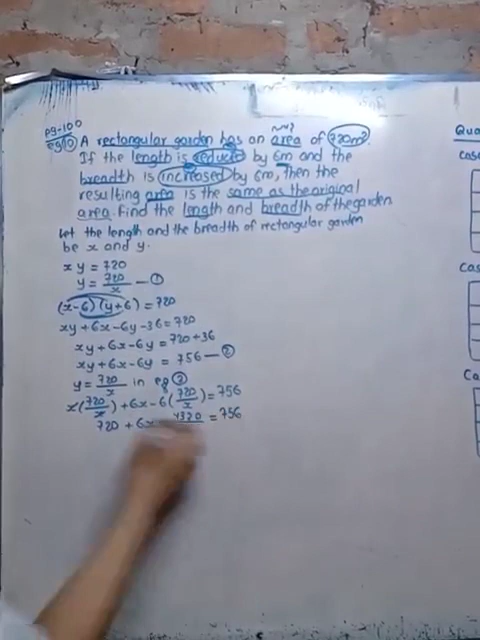 Pg-100
eg 10 A rectangular garden has an area of 720m².
If the length is reduced by 6m and the
breadth is increased by 6m, then the
resulting area is the same as the original
area. Find the length and breadth of the garden
Let the length and the breadth of rectangular garden
be x and y.
xy = 720
y = 720/x — ①
(x-6)(y+6) = 720
xy + 6x - 6y - 36 = 720
xy + 6x - 6y = 720 + 36
xy + 6x - 6y = 756 — ②
y = 720/x in eq ②
x(720/x) + 6x - 6(720/x) = 756
720 + 6x 4320 = 756
Qua
Cas
Cas
Ca